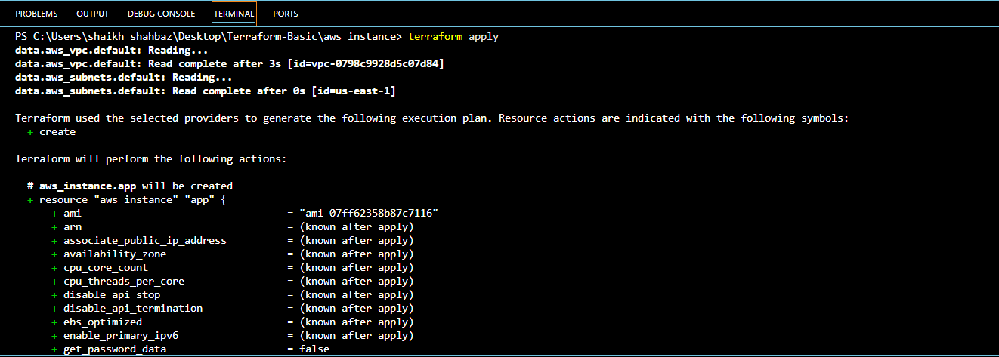 PROBLEMS OUTPUT DEBUG CONSOLE TERMINAL PORTS
PS C:\Users\shaikh shahbaz\Desktop\Terraform-Basic\aws_instance> terraform apply
data.aws_vpc.default: Reading...
data.aws_vpc.default: Read complete after 3s [id=vpc-0798c9928d5c07d84]
data.aws_subnets.default: Reading...
data.aws_subnets.default: Read complete after 0s [id=us-east-1]
Terraform used the selected providers to generate the following execution plan. Resource actions are indicated with the following symbols:
+ create
Terraform will perform the following actions:
# aws_instance.app will be created
+ resource "aws_instance" "app" {
+ ami = "ami-07ff62358b87c7116"
+ arn = (known after apply)
+ associate_public_ip_address = (known after apply)
+ availability_zone = (known after apply)
+ cpu_core_count = (known after apply)
+ cpu_threads_per_core = (known after apply)
+ disable_api_stop = (known after apply)
+ disable_api_termination = (known after apply)
+ ebs_optimized = (known after apply)
+ enable_primary_ipv6 = (known after apply)
+ get_password_data = false